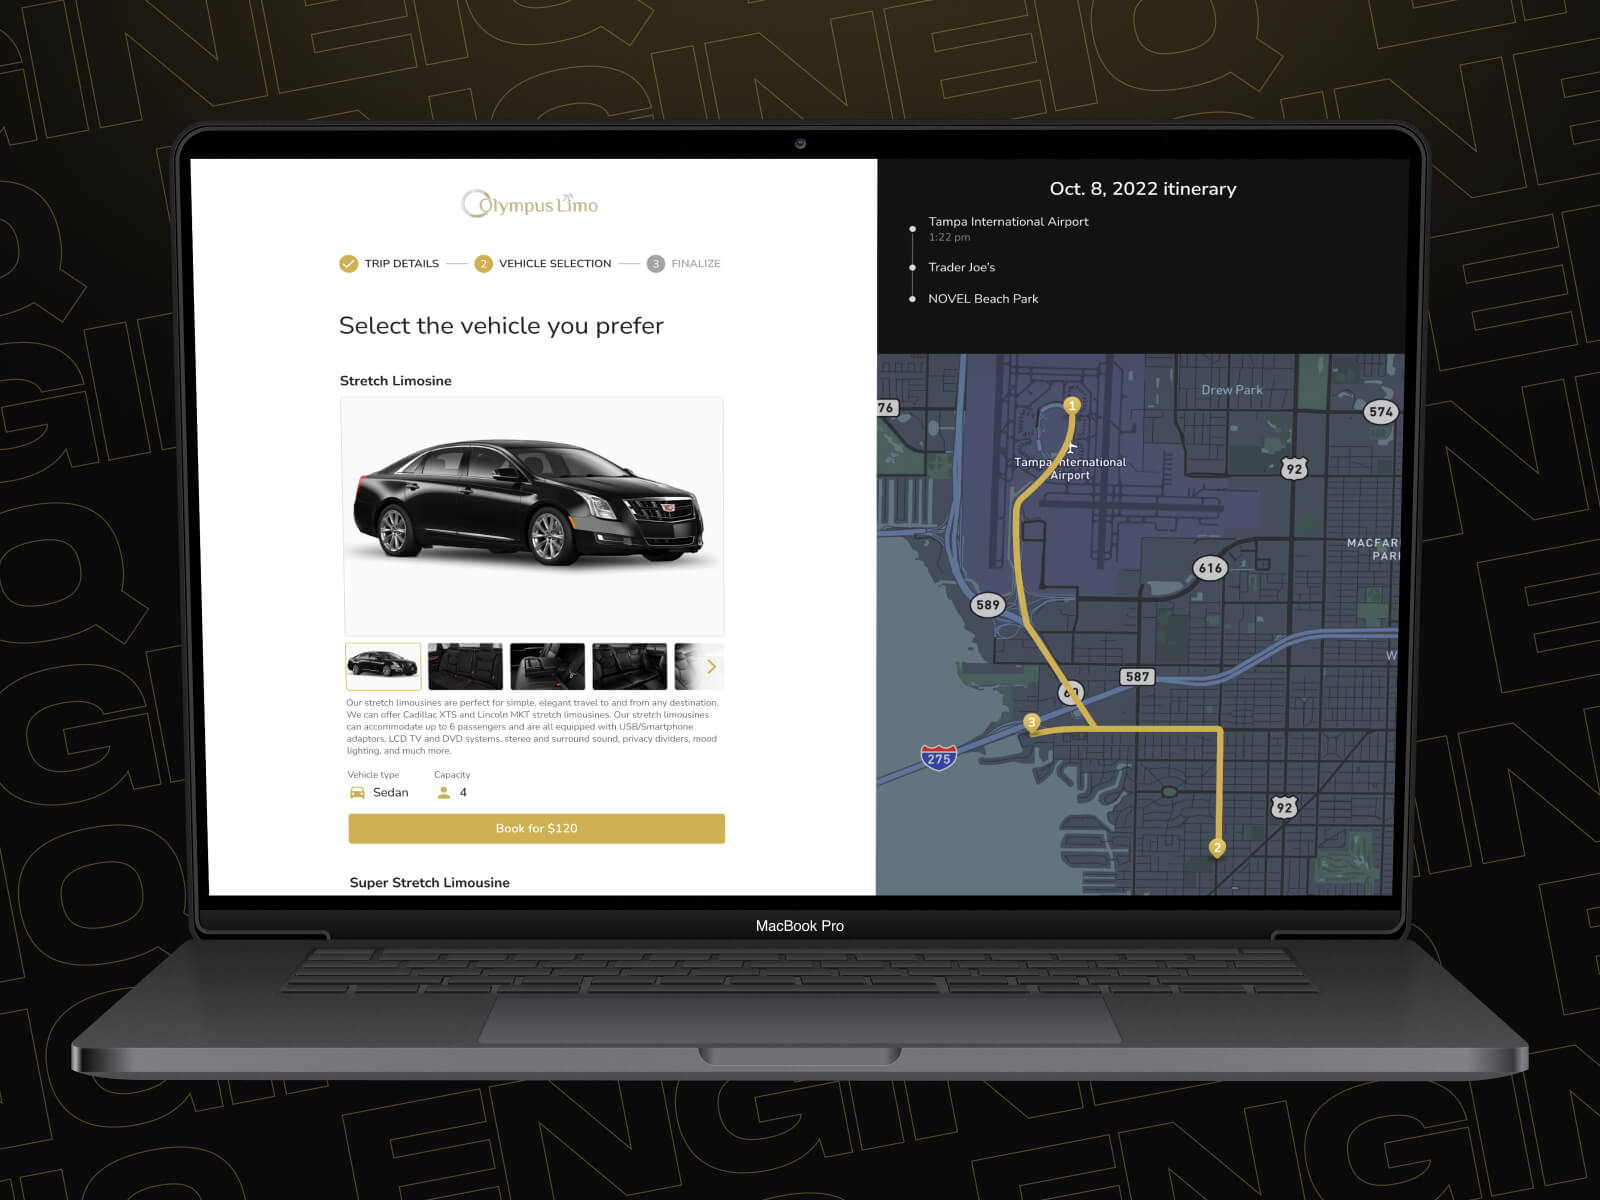 ENGINEIQ
Olympus Limo
TRIP DETAILS
2 VEHICLE SELECTION
3 FINALIZE
Select the vehicle you prefer
Stretch Limosine
Our stretch limousines are perfect for simple, elegant travel to and from any destination.
We can offer Cadillac XTS and Lincoln MKT stretch limousines. Our stretch limousines
can accommodate up to 6 passengers and are all equipped with USB/Smartphone
adaptors, LCD TV and DVD systems, stereo and surround sound, privacy dividers, mood
lighting, and much more.
Vehicle type
Capacity
Sedan
4
Book for $120
Super Stretch Limousine
Oct. 8, 2022 itinerary
Tampa International Airport
1:22 pm
Trader Joe's
NOVEL Beach Park
Drew Park
76
1
574
Tampa International
Airport
92
MACFAR
PARK
616
589
W
587
60
3
275
92
2
MacBook Pro